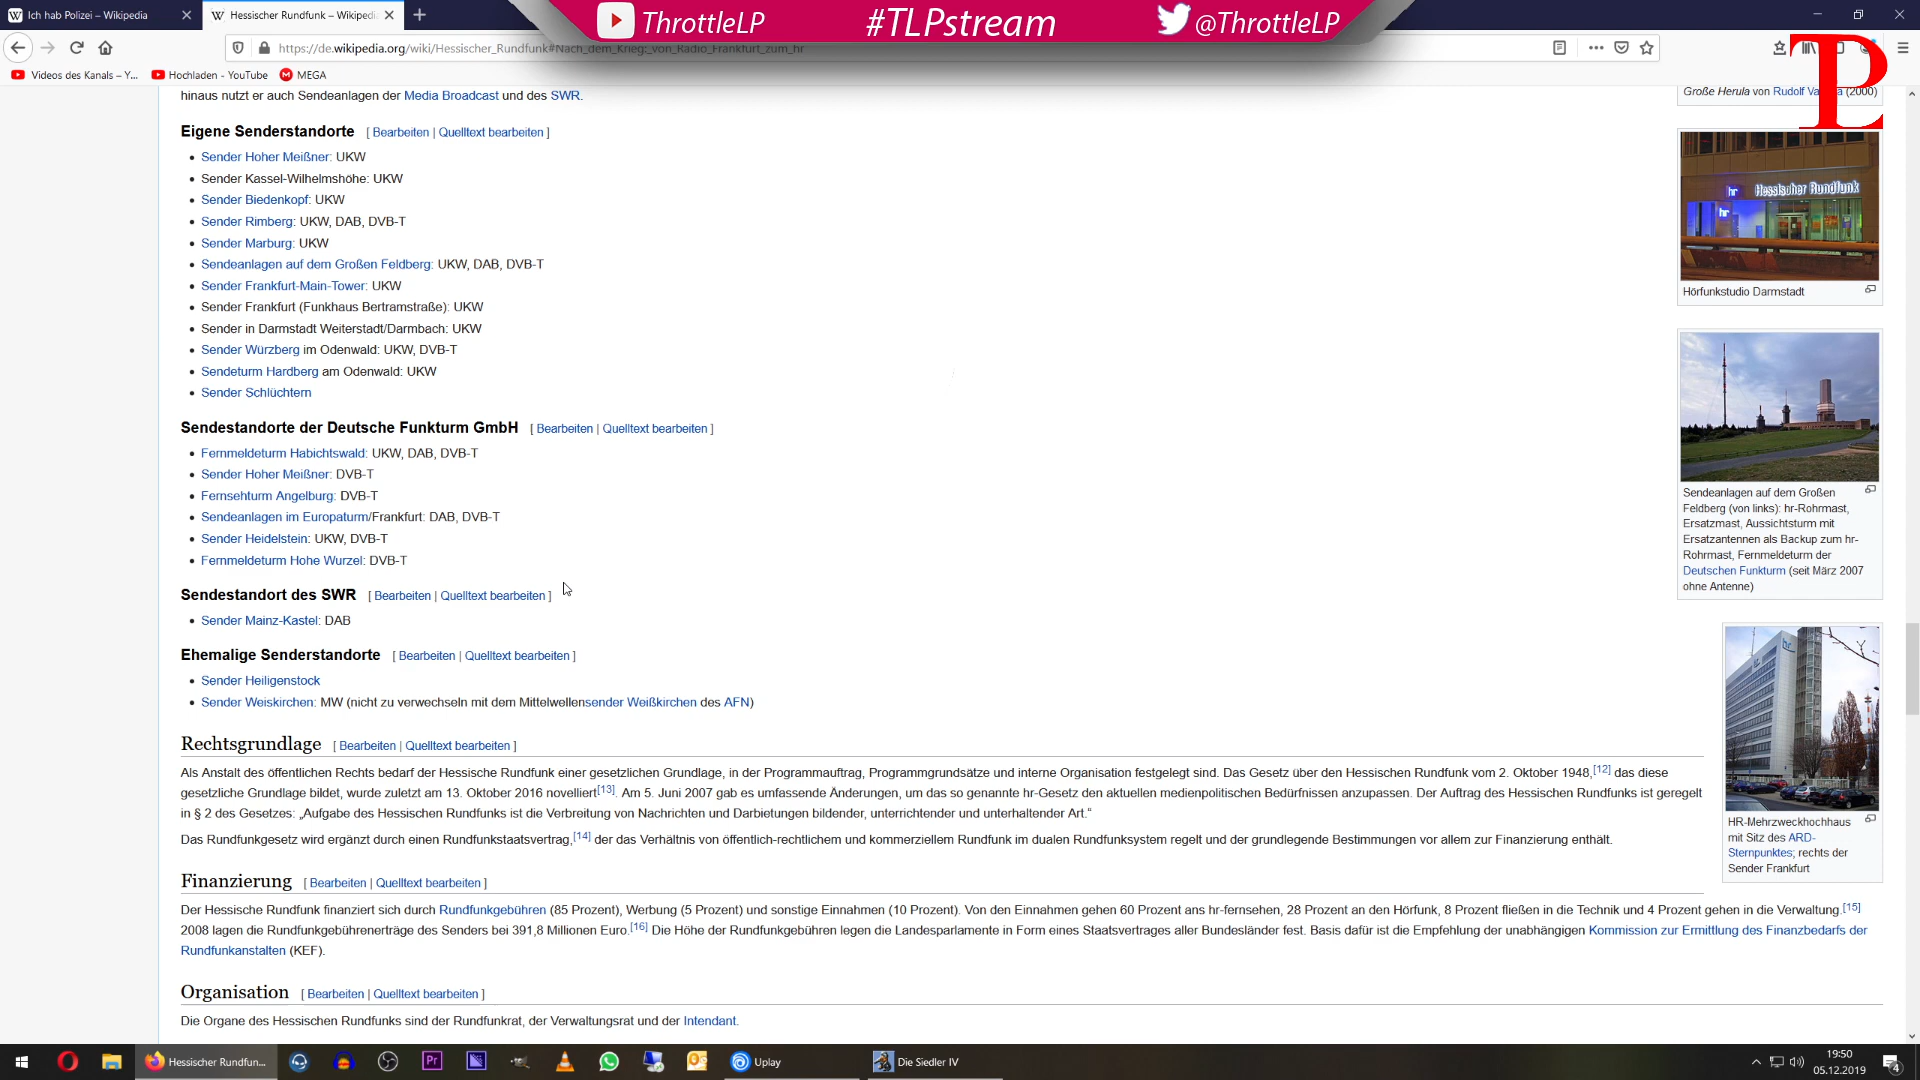 Ich hab Polizei – Wikipedia
Hessischer Rundfunk – Wikipedi
ThrottleLP
#TLPstream
@ThrottleLP
https://de.wikipedia.org/wiki/Hessischer_Rundfunk#Nach_dem_Krieg:_von_Radio_Frankfurt_zum_hr
Videos des Kanals – Y...
Hochladen - YouTube
MEGA
TLP
hinaus nutzt er auch Sendeanlagen der Media Broadcast und des SWR.
Eigene Senderstandorte [ Bearbeiten | Quelltext bearbeiten ]
Sender Hoher Meißner: UKW
Sender Kassel-Wilhelmshöhe: UKW
Sender Biedenkopf: UKW
Sender Rimberg: UKW, DAB, DVB-T
Sender Marburg: UKW
Sendeanlagen auf dem Großen Feldberg: UKW, DAB, DVB-T
Sender Frankfurt-Main-Tower: UKW
Sender Frankfurt (Funkhaus Bertramstraße): UKW
Sender in Darmstadt Weiterstadt/Darmbach: UKW
Sender Würzberg im Odenwald: UKW, DVB-T
Sendeturm Hardberg am Odenwald: UKW
Sender Schlüchtern
Sendestandorte der Deutsche Funkturm GmbH [ Bearbeiten | Quelltext bearbeiten ]
Fernmeldeturm Habichtswald: UKW, DAB, DVB-T
Sender Hoher Meißner: DVB-T
Fernsehturm Angelburg: DVB-T
Sendeanlagen im Europaturm/Frankfurt: DAB, DVB-T
Sender Heidelstein: UKW, DVB-T
Fernmeldeturm Hohe Wurzel: DVB-T
Sendestandort des SWR [ Bearbeiten | Quelltext bearbeiten ]
Sender Mainz-Kastel: DAB
Ehemalige Senderstandorte [ Bearbeiten | Quelltext bearbeiten ]
Sender Heiligenstock
Sender Weiskirchen: MW (nicht zu verwechseln mit dem Mittelwellensender Weißkirchen des AFN)
Rechtsgrundlage [ Bearbeiten | Quelltext bearbeiten ]
Als Anstalt des öffentlichen Rechts bedarf der Hessische Rundfunk einer gesetzlichen Grundlage, in der Programmauftrag, Programmgrundsätze und interne Organisation festgelegt sind. Das Gesetz über den Hessischen Rundfunk vom 2. Oktober 1948,[12] das diese
gesetzliche Grundlage bildet, wurde zuletzt am 13. Oktober 2016 novelliert[13]. Am 5. Juni 2007 gab es umfassende Änderungen, um das so genannte hr-Gesetz den aktuellen medienpolitischen Bedürfnissen anzupassen. Der Auftrag des Hessischen Rundfunks ist geregelt
in § 2 des Gesetzes: „Aufgabe des Hessischen Rundfunks ist die Verbreitung von Nachrichten und Darbietungen bildender, unterrichtender und unterhaltender Art.“
Das Rundfunkgesetz wird ergänzt durch einen Rundfunkstaatsvertrag,[14] der das Verhältnis von öffentlich-rechtlichem und kommerziellem Rundfunk im dualen Rundfunksystem regelt und der grundlegende Bestimmungen vor allem zur Finanzierung enthält.
Finanzierung [ Bearbeiten | Quelltext bearbeiten ]
Der Hessische Rundfunk finanziert sich durch Rundfunkgebühren (85 Prozent), Werbung (5 Prozent) und sonstige Einnahmen (10 Prozent). Von den Einnahmen gehen 60 Prozent ans hr-fernsehen, 28 Prozent an den Hörfunk, 8 Prozent fließen in die Technik und 4 Prozent gehen in die Verwaltung.[15]
2008 lagen die Rundfunkgebührenerträge des Senders bei 391,8 Millionen Euro.[16] Die Höhe der Rundfunkgebühren legen die Landesparlamente in Form eines Staatsvertrages aller Bundesländer fest. Basis dafür ist die Empfehlung der unabhängigen Kommission zur Ermittlung des Finanzbedarfs der
Rundfunkanstalten (KEF).
Organisation [ Bearbeiten | Quelltext bearbeiten ]
Die Organe des Hessischen Rundfunks sind der Rundfunkrat, der Verwaltungsrat und der Intendant.
Große Herula von Rudolf (2000)
hr Hessischer Rundfunk
hr
Hörfunkstudio Darmstadt
Sendeanlagen auf dem Großen
Feldberg (von links): hr-Rohrmast,
Ersatzmast, Aussichtsturm mit
Ersatzantennen als Backup zum hr-
Rohrmast, Fernmeldeturm der
Deutschen Funkturm (seit März 2007
ohne Antenne)
hr
HR-Mehrzweckhochhaus
mit Sitz des ARD-
Sternpunktes; rechts der
Sender Frankfurt
Hessischer Rundfun...
Pr
Uplay
Die Siedler IV
19:50
05.12.2019
4